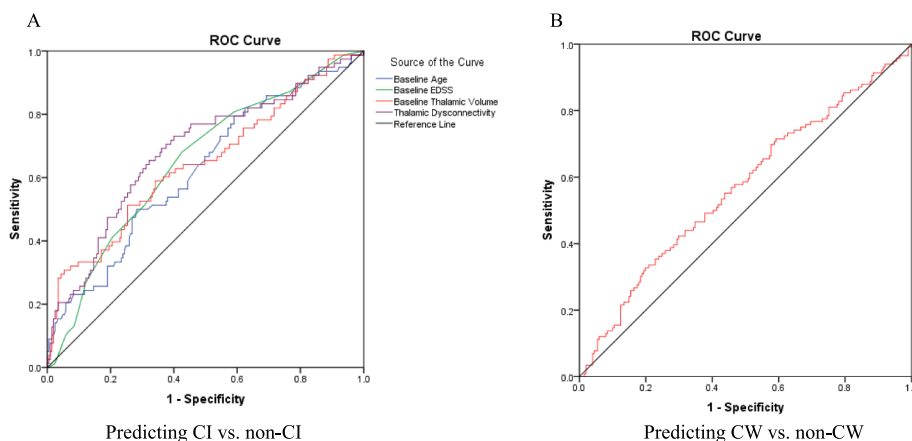 A
ROC Curve
1.0
0.8
0.6
0.4
0.2
0.0
Sensitivity
0.0 0.2 0.4 0.6 0.8 1.0
1 - Specificity
Source of the Curve
Baseline Age
Baseline EDSS
Baseline Thalamic Volume
Thalamic Dysconnectivity
Reference Line
Predicting CI vs. non-CI
B
ROC Curve
1.0
0.8
0.6
0.4
0.2
0.0
Sensitivity
0.0 0.2 0.4 0.6 0.8 1.0
1 - Specificity
Predicting CW vs. non-CW